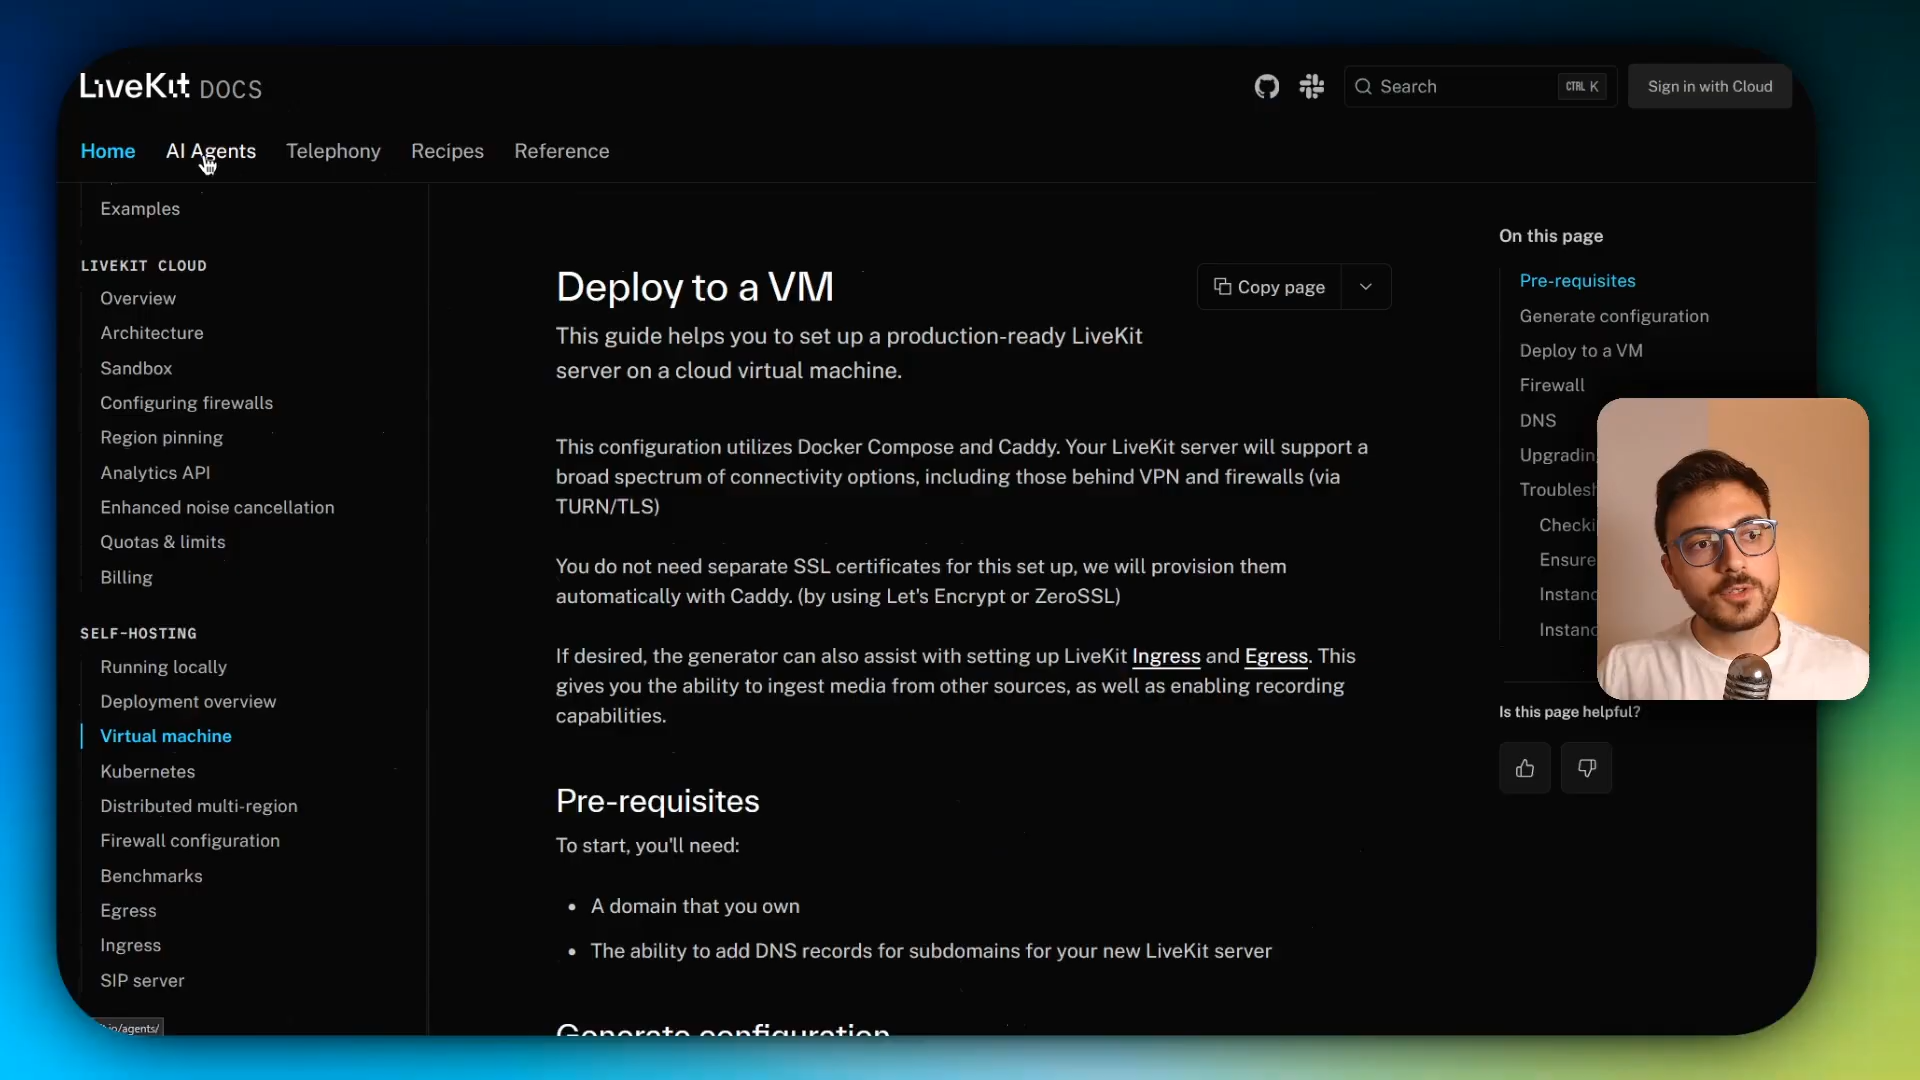 LiveKit DOCS
Search
CTRL K
Sign in with Cloud
Home
AI Agents
Telephony
Recipes
Reference
Examples
LIVEKIT CLOUD
Overview
Architecture
Sandbox
Configuring firewalls
Region pinning
Analytics API
Enhanced noise cancellation
Quotas & limits
Billing
SELF-HOSTING
Running locally
Deployment overview
Virtual machine
Kubernetes
Distributed multi-region
Firewall configuration
Benchmarks
Egress
Ingress
SIP server
io/agents/
Deploy to a VM
Copy page
This guide helps you to set up a production-ready LiveKit
server on a cloud virtual machine.
This configuration utilizes Docker Compose and Caddy. Your LiveKit server will support a
broad spectrum of connectivity options, including those behind VPN and firewalls (via
TURN/TLS)
You do not need separate SSL certificates for this set up, we will provision them
automatically with Caddy. (by using Let's Encrypt or ZeroSSL)
If desired, the generator can also assist with setting up LiveKit Ingress and Egress. This
gives you the ability to ingest media from other sources, as well as enabling recording
capabilities.
Pre-requisites
To start, you'll need:
• A domain that you own
• The ability to add DNS records for subdomains for your new LiveKit server
Generate configuration
On this page
Pre-requisites
Generate configuration
Deploy to a VM
Firewall
DNS
Upgradin
Troubles
Checki
Ensure
Instanc
Instanc
Is this page helpful?